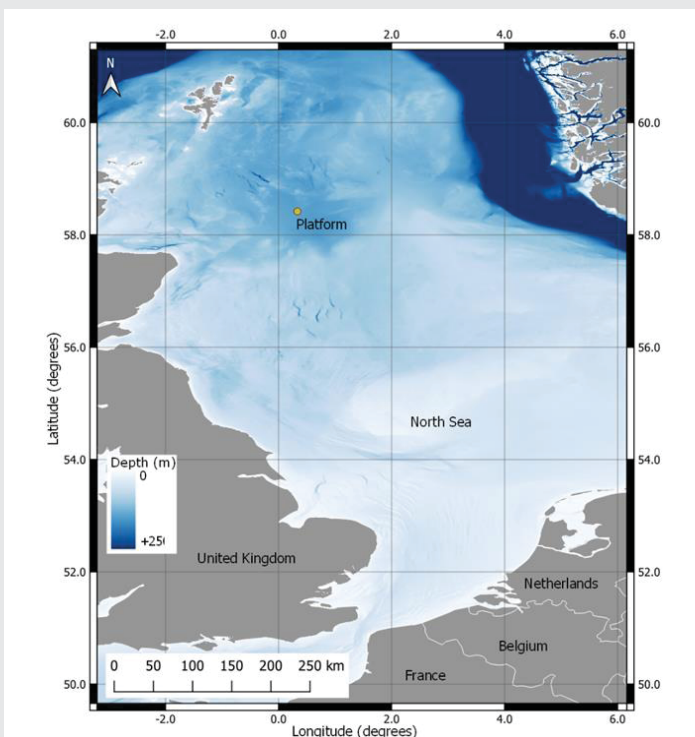 -2.0 0.0 2.0 4.0 6.0
N
60.0 60.0
Platform
58.0 58.0
56.0 56.0
Latitude (degrees)
North Sea
54.0 54.0
Depth (m)
0
+25
United Kingdom
52.0 52.0
Netherlands
Belgium
0 50 100 150 200 250 km
France
50.0 50.0
-2.0 0.0 2.0 4.0 6.0
Longitude (degrees)